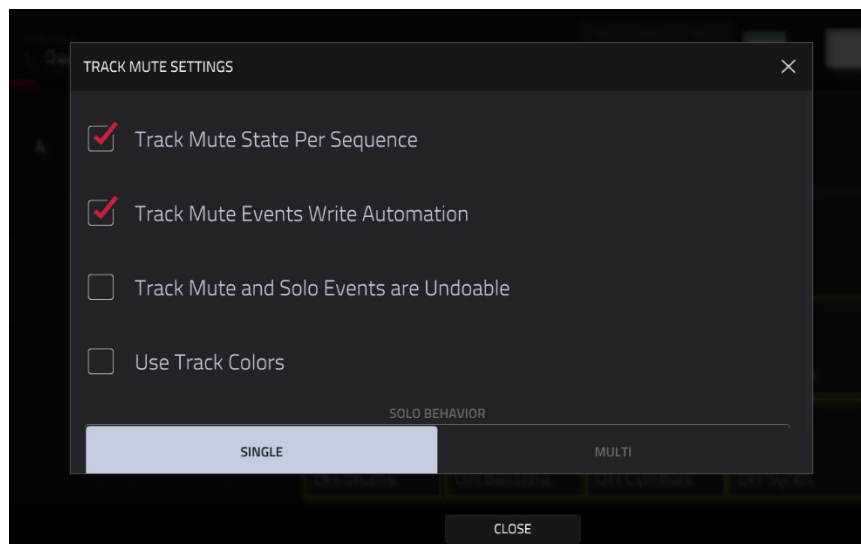 TRACK MUTE SETTINGS
Track Mute State Per Sequence
Track Mute Events Write Automation
Track Mute and Solo Events are Undoable
Use Track Colors
SOLO BEHAVIOR
SINGLE
MULTI
CLOSE